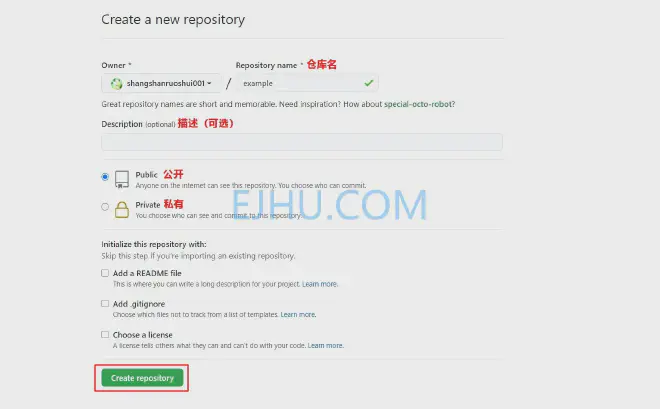 Create a new repository
Owner * Repository name * 仓库名
shangshanruoshui001 / example
Great repository names are short and memorable. Need inspiration? How about special-octo-robot?
Description (optional) 描述（可选）
Public 公开
Anyone on the internet can see this repository. You choose who can commit.
Private 私有
You choose who can see and commit to this repository.
EJHU.COM
Initialize this repository with:
Skip this step if you're importing an existing repository.
Add a README file
This is where you can write a long description for your project. Learn more.
Add .gitignore
Choose which files not to track from a list of templates. Learn more.
Choose a license
A license tells others what they can and can't do with your code. Learn more.
Create repository